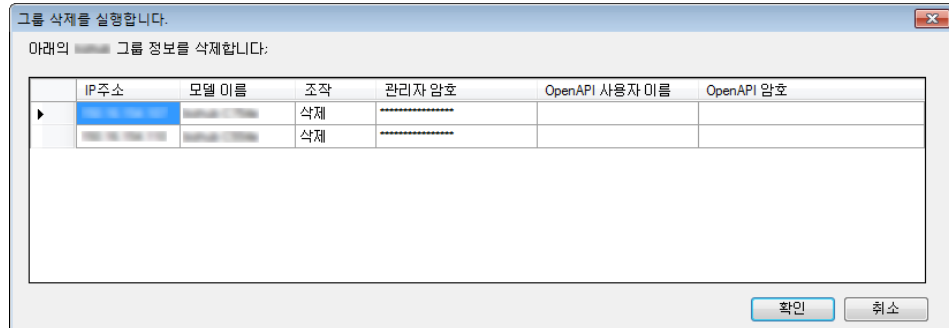 그룹 삭제를 실행합니다.
아래의 그룹 정보를 삭제합니다;
IP주소 모델 이름 조작 관리자 암호 OpenAPI 사용자 이름 OpenAPI 암호
삭제 ****************
삭제 ****************
확인 취소